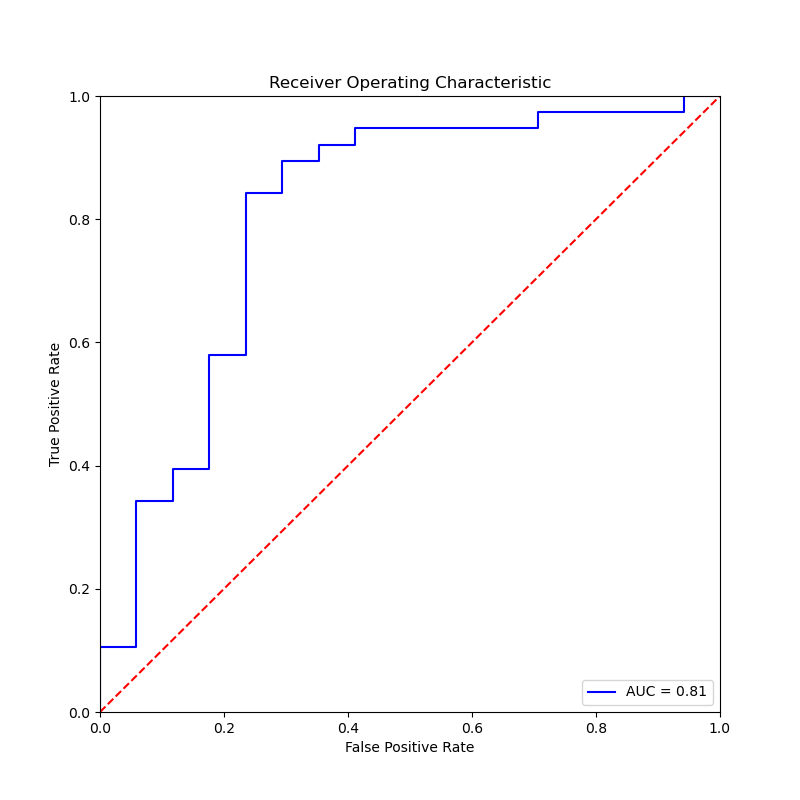 Receiver Operating Characteristic
1.0
0.8
0.6
0.4
0.2
0.0
True Positive Rate
AUC = 0.81
0.0 0.2 0.4 0.6 0.8 1.0
False Positive Rate